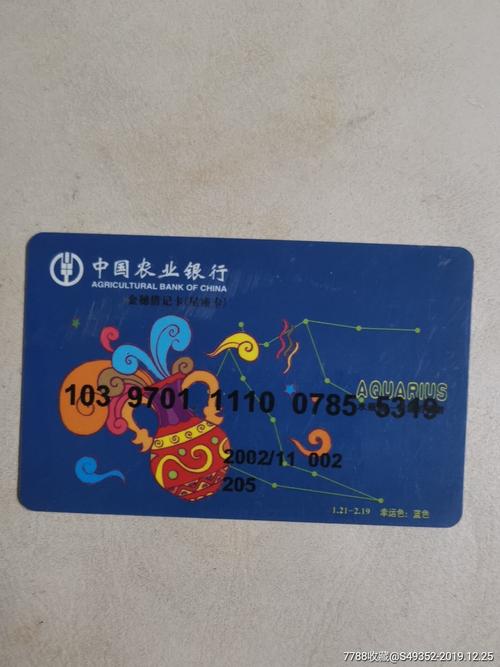 中国农业银行
AGRICULTURAL BANK OF CHINA
金穗借记卡(星座卡)
AQUARIUS
103 9701 1110 0785 5349
2002/11 002
205
1.21-2.19 幸运色：蓝色
7788收藏@S49352-2019.12.25